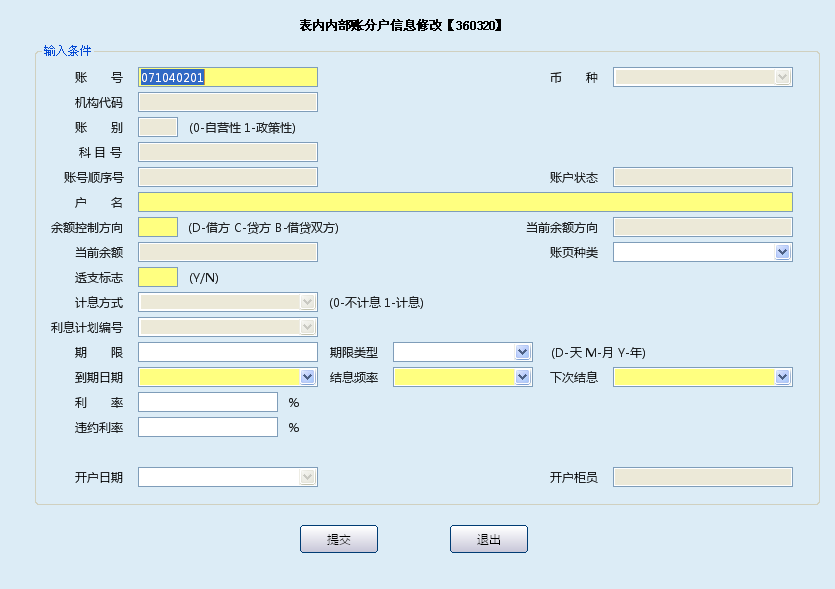 表内内部账分户信息修改【360320】
输入条件
账 号 071040201 币 种
机构代码
账 别 (0-自营性 1-政策性)
科 目 号
账号顺序号 账户状态
户 名
余额控制方向 (D-借方 C-贷方 B-借贷双方) 当前余额方向
当前余额 账页种类
透支标志 (Y/N)
计息方式 (0-不计息 1-计息)
利息计划编号
期 限 期限类型 (D-天 M-月 Y-年)
到期日期 结息频率 下次结息
利 率 %
违约利率 %
开户日期 开户柜员
提交 退出